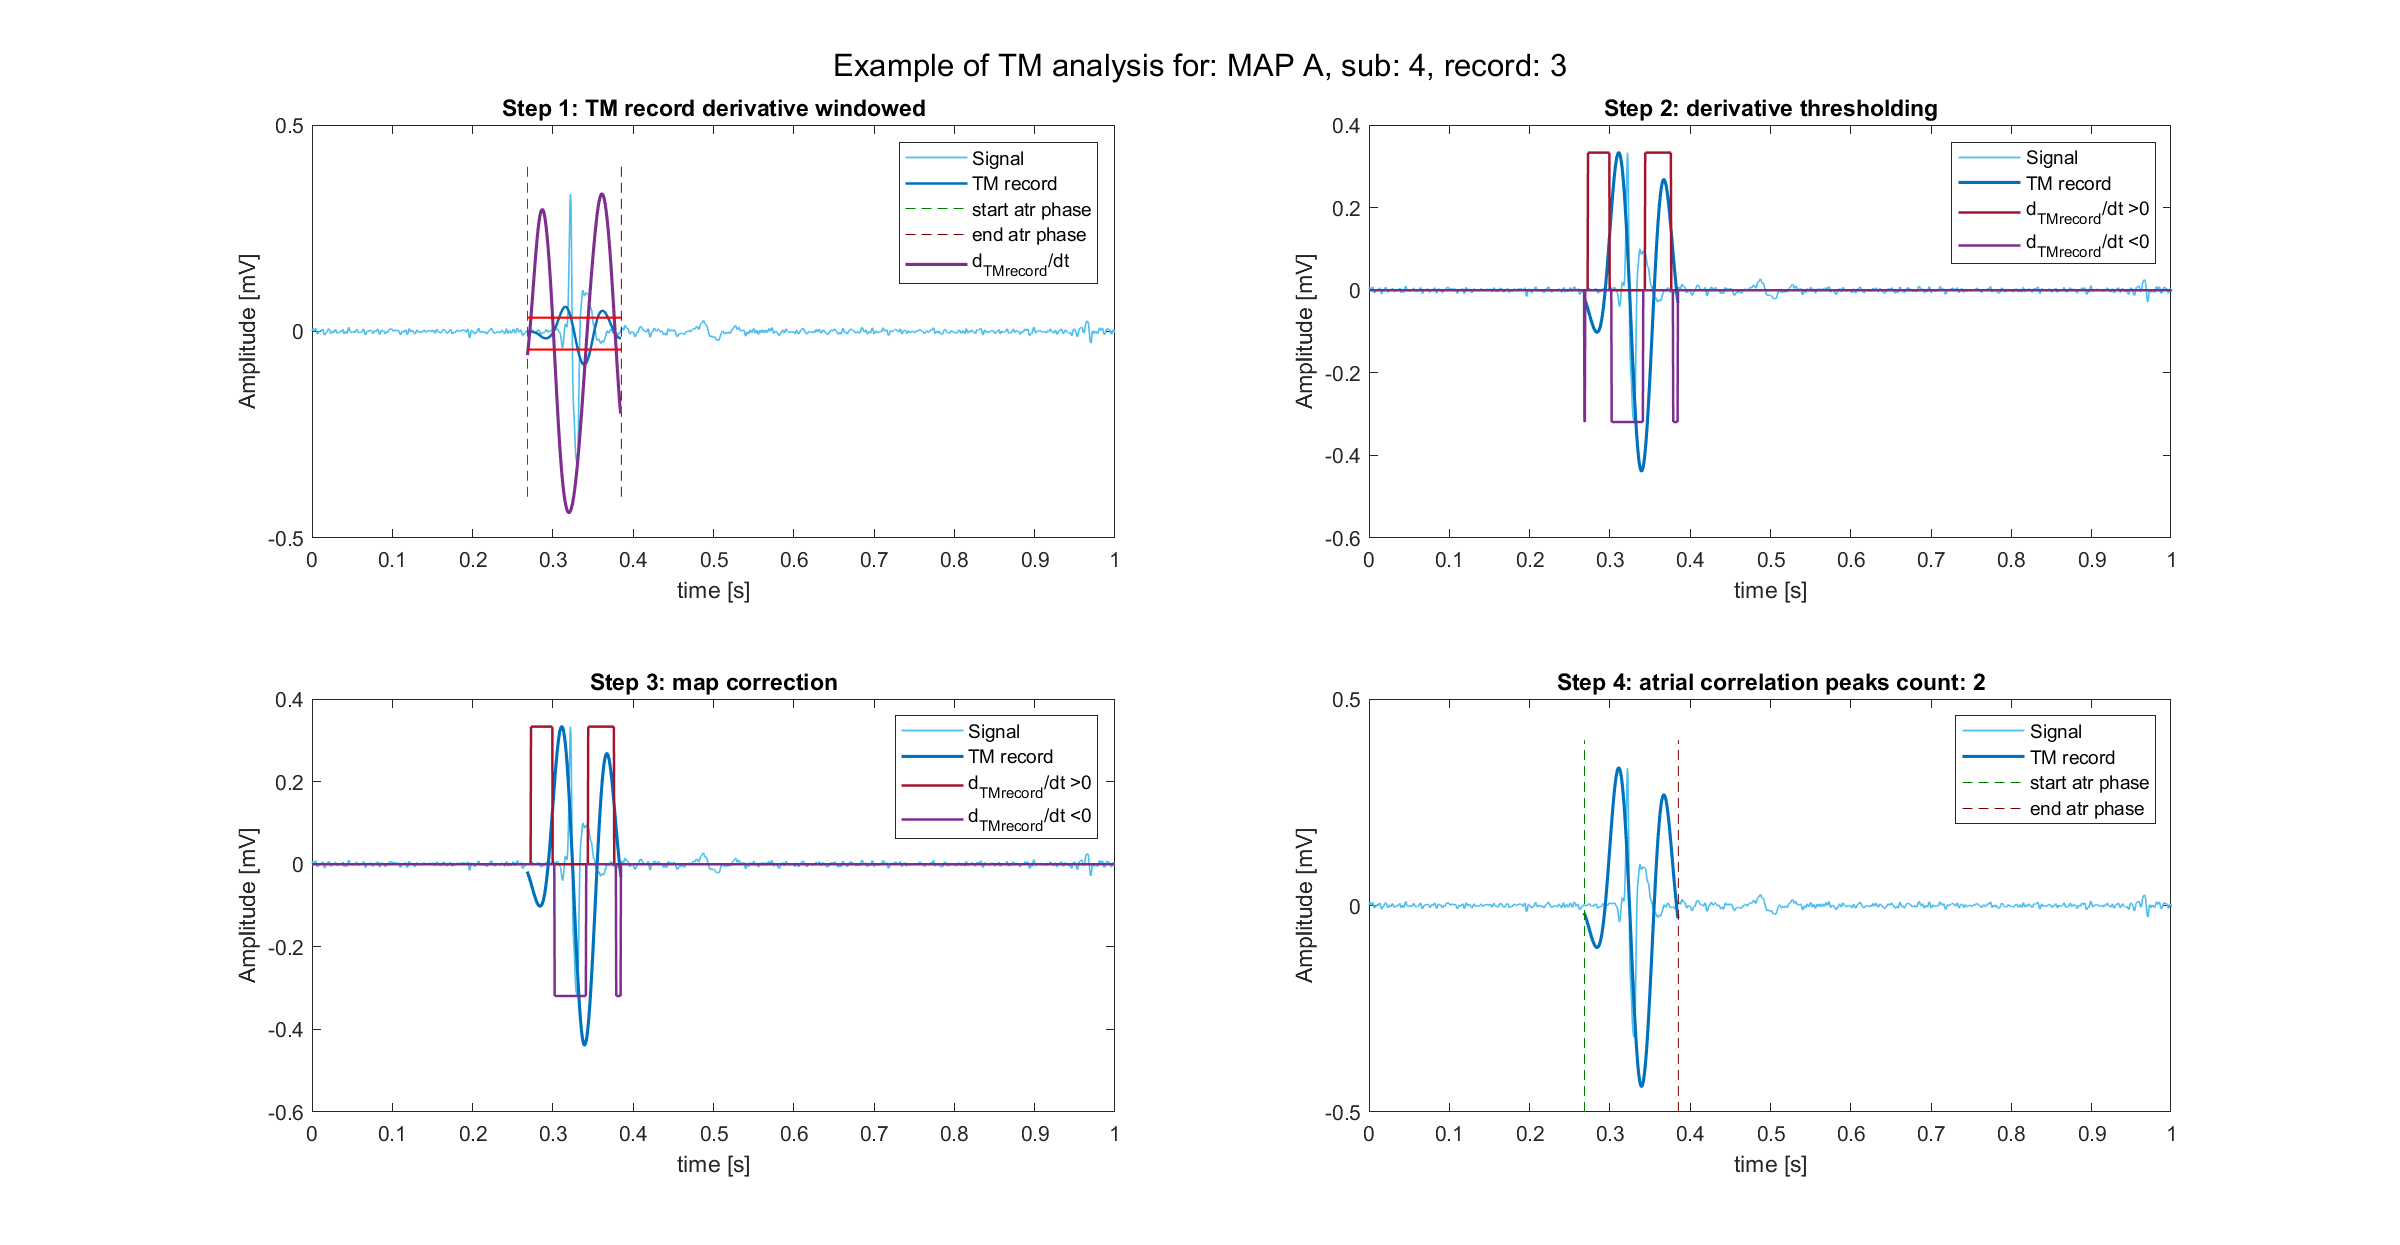 Example of TM analysis for: MAP A, sub: 4, record: 3
Step 1: TM record derivative windowed
0.5
0
-0.5
Amplitude [mV]
Signal
TM record
start atr phase
end atr phase
dTMrecord/dt
0 0.1 0.2 0.3 0.4 0.5 0.6 0.7 0.8 0.9 1
time [s]
Step 2: derivative thresholding
0.4
0.2
0
-0.2
-0.4
-0.6
Amplitude [mV]
Signal
TM record
dTMrecord/dt >0
dTMrecord/dt <0
0 0.1 0.2 0.3 0.4 0.5 0.6 0.7 0.8 0.9 1
time [s]
Step 3: map correction
0.4
0.2
0
-0.2
-0.4
-0.6
Amplitude [mV]
Signal
TM record
dTMrecord/dt >0
dTMrecord/dt <0
0 0.1 0.2 0.3 0.4 0.5 0.6 0.7 0.8 0.9 1
time [s]
Step 4: atrial correlation peaks count: 2
0.5
0
-0.5
Amplitude [mV]
Signal
TM record
start atr phase
end atr phase
0 0.1 0.2 0.3 0.4 0.5 0.6 0.7 0.8 0.9 1
time [s]